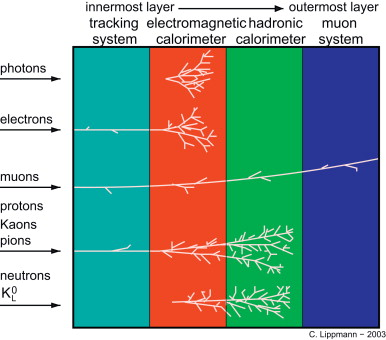 innermost layer
outermost layer
tracking system
electromagnetic calorimeter
hadronic calorimeter
muon system
photons
electrons
muons
protons
Kaons
pions
neutrons
K⁰L
C. Lippmann − 2003